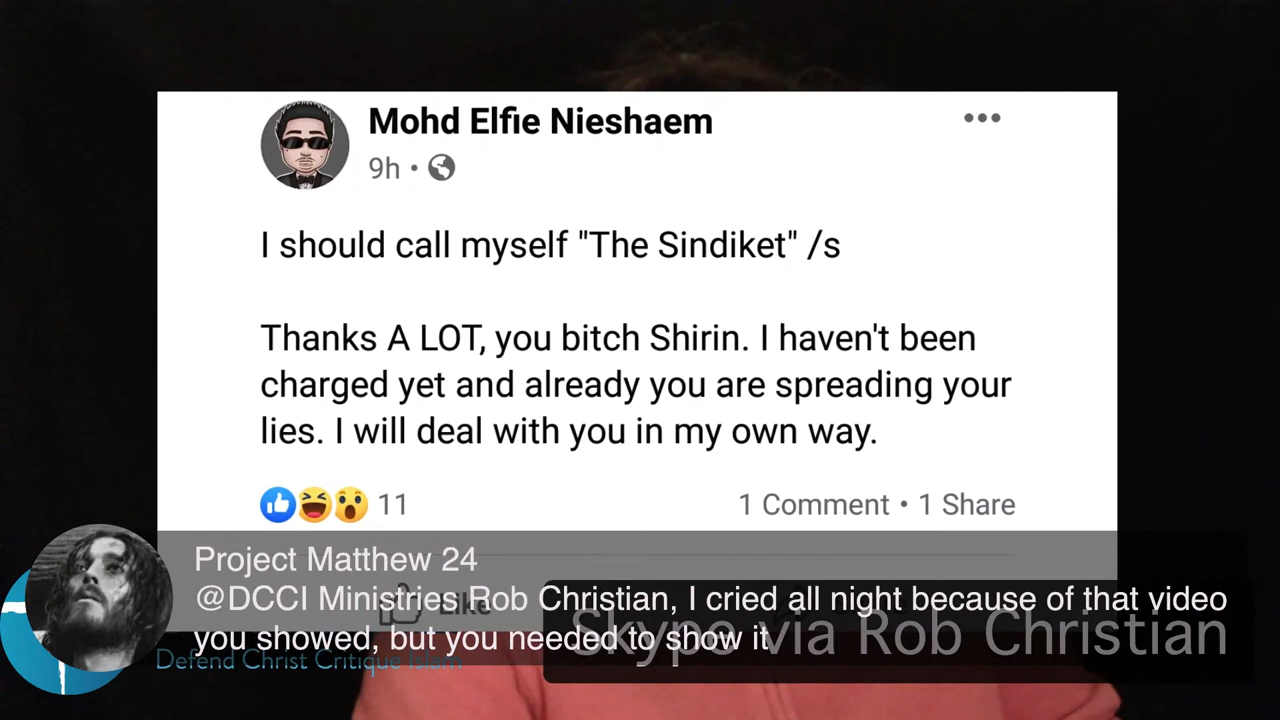 Mohd Elfie Nieshaem
9h •
I should call myself "The Sindiket" /s
Thanks A LOT, you bitch Shirin. I haven't been
charged yet and already you are spreading your
lies. I will deal with you in my own way.
11
1 Comment • 1 Share
Like
Project Matthew 24
@DCCI Ministries Rob Christian, I cried all night because of that video
you showed, but you needed to show it
Skype via Rob Christian
Defend Christ Critique Islam